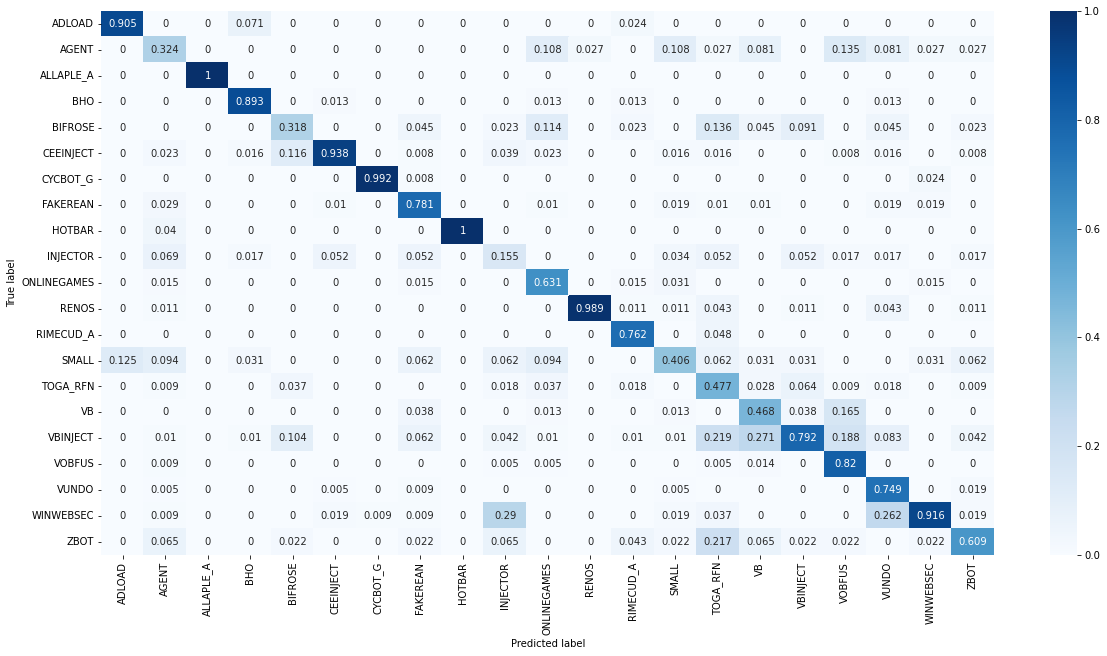 ADLOAD 0.905 0 0 0.071 0 0 0 0 0 0 0 0 0.024 0 0 0 0 0 0 0 0
AGENT 0 0.324 0 0 0 0 0 0 0 0 0.108 0.027 0 0.108 0.027 0.081 0 0.135 0.081 0.027 0.027
ALLAPLE_A 0 0 1 0 0 0 0 0 0 0 0 0 0 0 0 0 0 0 0 0 0
BHO 0 0 0 0.893 0 0.013 0 0 0 0 0.013 0 0.013 0 0 0 0 0 0.013 0 0
BIFROSE 0 0 0 0 0.318 0 0 0.045 0 0.023 0.114 0 0.023 0 0.136 0.045 0.091 0 0.045 0 0.023
CEEINJECT 0 0.023 0 0.016 0.116 0.938 0 0.008 0 0.039 0.023 0 0 0.016 0.016 0 0 0.008 0.016 0 0.008
CYCBOT_G 0 0 0 0 0 0 0.992 0.008 0 0 0 0 0 0 0 0 0 0 0 0.024 0
FAKEREAN 0 0.029 0 0 0 0.01 0 0.781 0 0 0.01 0 0 0.019 0.01 0.01 0 0 0.019 0.019 0
HOTBAR 0 0.04 0 0 0 0 0 0 1 0 0 0 0 0 0 0 0 0 0 0 0
INJECTOR 0 0.069 0 0.017 0 0.052 0 0.052 0 0.155 0 0 0 0.034 0.052 0 0.052 0.017 0.017 0 0.017
ONLINEGAMES 0 0.015 0 0 0 0 0 0.015 0 0 0.631 0 0.015 0.031 0 0 0 0 0 0.015 0
RENOS 0 0.011 0 0 0 0 0 0 0 0 0 0.989 0.011 0.011 0.043 0 0.011 0 0.043 0 0.011
RIMECUD_A 0 0 0 0 0 0 0 0 0 0 0 0 0.762 0 0.048 0 0 0 0 0 0
SMALL 0.125 0.094 0 0.031 0 0 0 0.062 0 0.062 0.094 0 0 0.406 0.062 0.031 0.031 0 0 0.031 0.062
TOGA_RFN 0 0.009 0 0 0.037 0 0 0 0 0.018 0.037 0 0.018 0 0.477 0.028 0.064 0.009 0.018 0 0.009
VB 0 0 0 0 0 0 0 0.038 0 0 0.013 0 0 0.013 0 0.468 0.038 0.165 0 0 0
VBINJECT 0 0.01 0 0.01 0.104 0 0 0.062 0 0.042 0.01 0 0.01 0.01 0.219 0.271 0.792 0.188 0.083 0 0.042
VOBFUS 0 0.009 0 0 0 0 0 0 0 0.005 0.005 0 0 0 0.005 0.014 0 0.82 0 0 0
VUNDO 0 0.005 0 0 0 0.005 0 0.009 0 0 0 0 0 0.005 0 0 0 0 0.749 0 0.019
WINWEBSEC 0 0.009 0 0 0 0.019 0.009 0.009 0 0.29 0 0 0 0.019 0.037 0 0 0 0.262 0.916 0.019
ZBOT 0 0.065 0 0 0.022 0 0 0.022 0 0.065 0 0 0.043 0.022 0.217 0.065 0.022 0.022 0 0.022 0.609
ADLOAD AGENT ALLAPLE_A BHO BIFROSE CEEINJECT CYCBOT_G FAKEREAN HOTBAR INJECTOR ONLINEGAMES RENOS RIMECUD_A SMALL TOGA_RFN VB VBINJECT VOBFUS VUNDO WINWEBSEC ZBOT
Predicted label
True label
1.0
0.8
0.6
0.4
0.2
0.0